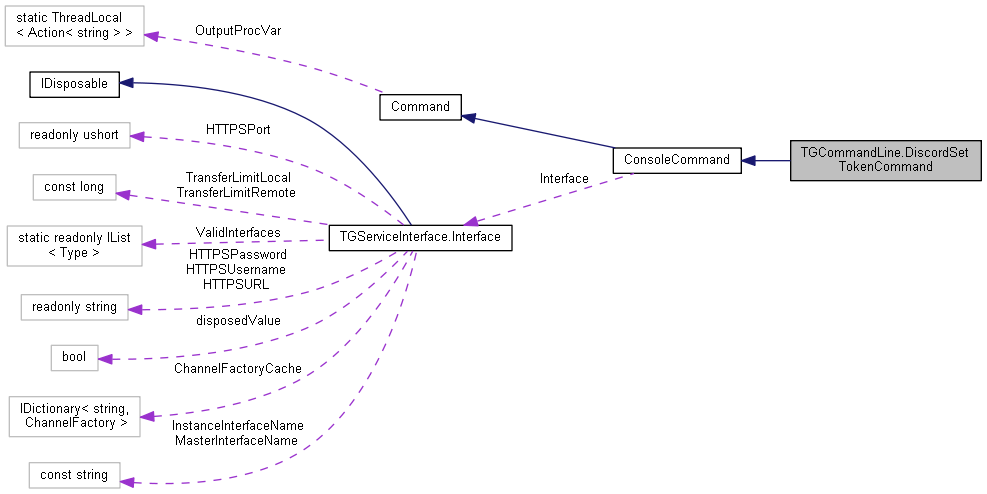 static ThreadLocal
< Action< string > >
OutputProcVar
IDisposable
Command
readonly ushort
HTTPSPort
ConsoleCommand
TGCommandLine.DiscordSet
TokenCommand
const long
TransferLimitLocal
TransferLimitRemote
Interface
static readonly IList
< Type >
ValidInterfaces
TGServiceInterface.Interface
HTTPSPassword
HTTPSUsername
HTTPSURL
readonly string
disposedValue
bool
ChannelFactoryCache
IDictionary< string,
ChannelFactory >
InstanceInterfaceName
MasterInterfaceName
const string